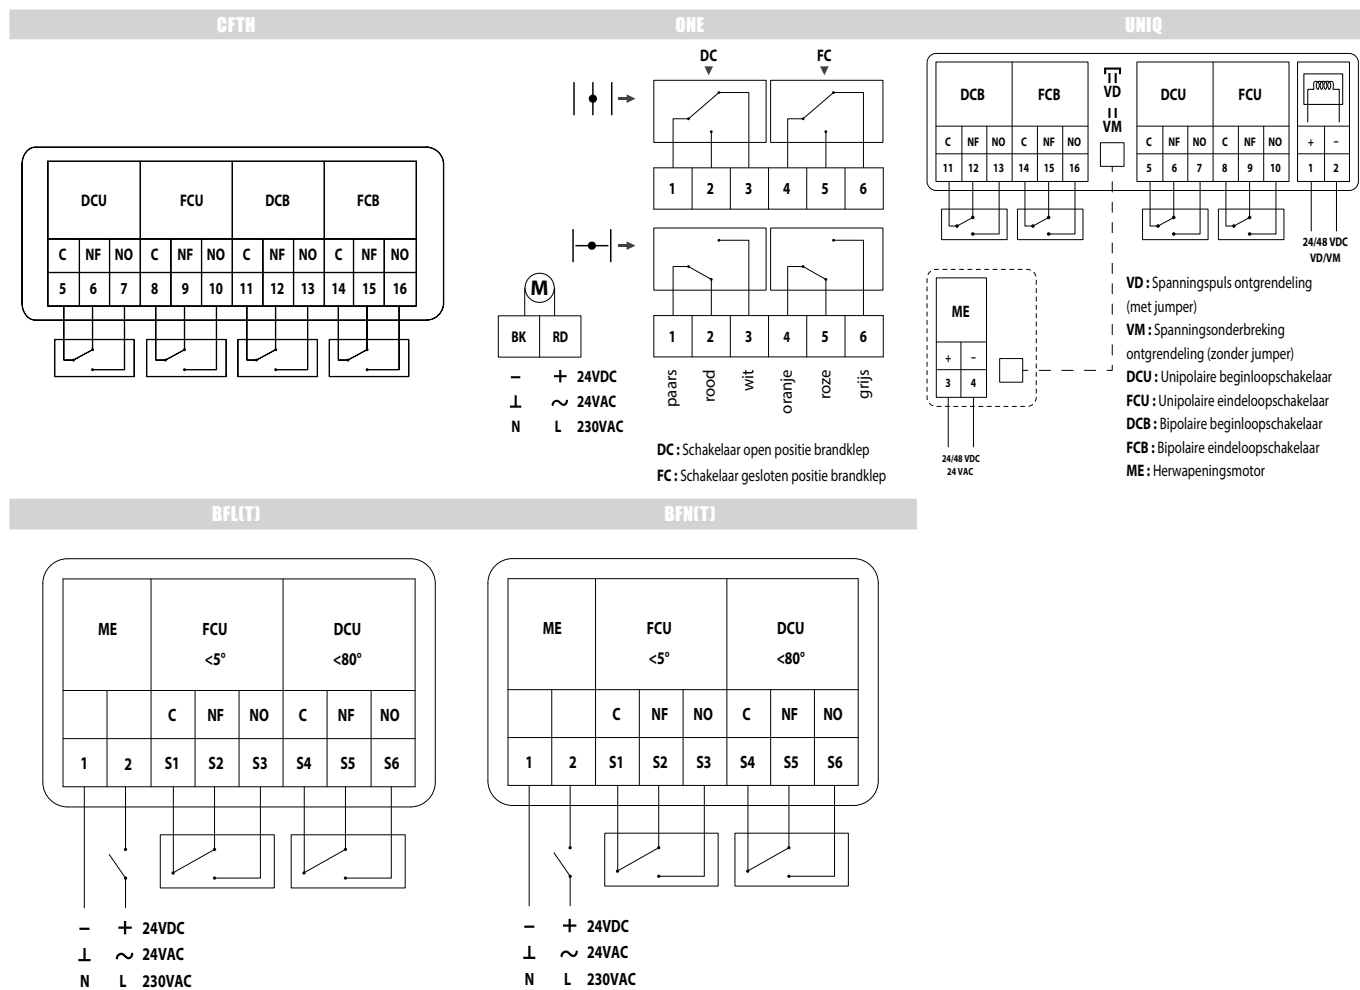 CFTH
DCU FCU DCB FCB
C NF NO C NF NO C NF NO C NF NO
5 6 7 8 9 10 11 12 13 14 15 16
ONE
DC FC
1 2 3 4 5 6
M
BK RD
– + 24VDC
⊥ ~ 24VAC
N L 230VAC
1 2 3 4 5 6
paars rood wit oranje roze grijs
DC : Schakelaar open positie brandklep
FC : Schakelaar gesloten positie brandklep
UNIQ
DCB FCB VD VM DCU FCU
C NF NO C NF NO C NF NO C NF NO + –
11 12 13 14 15 16 5 6 7 8 9 10 1 2
24/48 VDC
VD/VM
ME
+ –
3 4
24/48 VDC
24 VAC
VD : Spanningspuls ontgrendeling
(met jumper)
VM : Spanningsonderbreking
ontgrendeling (zonder jumper)
DCU : Unipolaire beginloopschakelaar
FCU : Unipolaire eindeloopschakelaar
DCB : Bipolaire beginloopschakelaar
FCB : Bipolaire eindeloopschakelaar
ME : Herwapeningsmotor
BFL(T)
ME FCU DCU
<5° <80°
C NF NO C NF NO
1 2 S1 S2 S3 S4 S5 S6
– + 24VDC
⊥ ~ 24VAC
N L 230VAC
BFN(T)
ME FCU DCU
<5° <80°
C NF NO C NF NO
1 2 S1 S2 S3 S4 S5 S6
– + 24VDC
⊥ ~ 24VAC
N L 230VAC